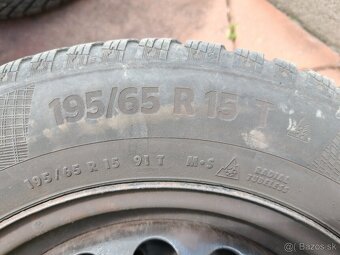 195/65 R 15 T
195/65 R 15 91 T M+S RADIAL TUBELESS
© Bazos.sk